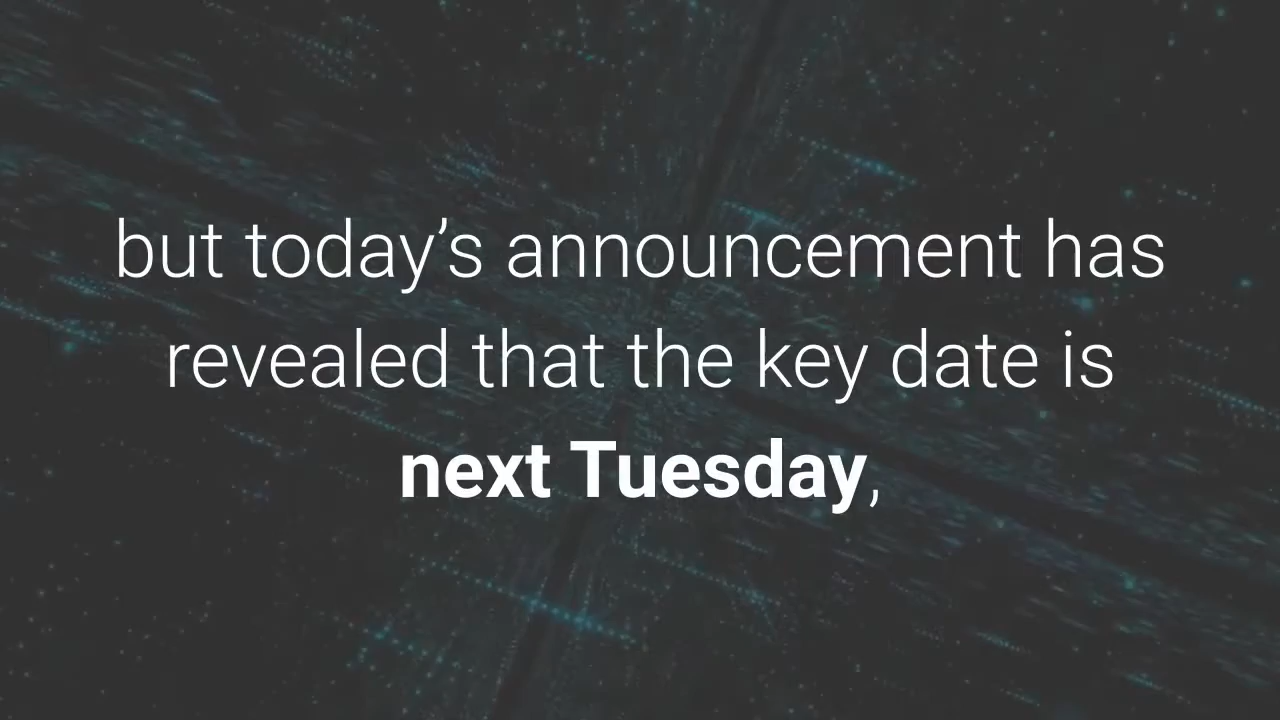 but today’s announcement has
revealed that the key date is
next Tuesday,